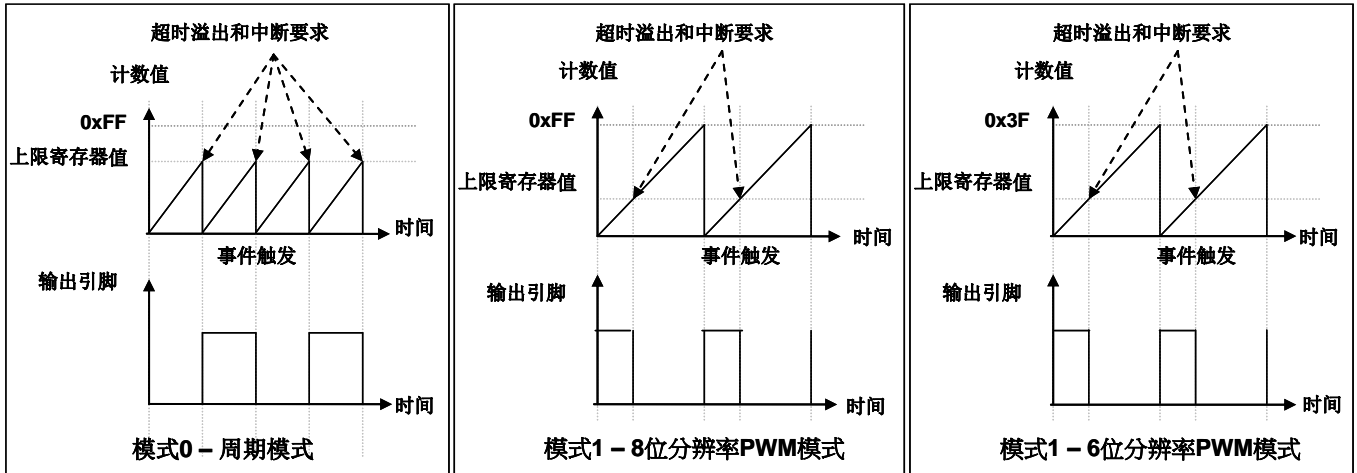 超时溢出和中断要求
计数值
0xFF
上限寄存器值
时间
事件触发
输出引脚
时间
模式0 – 周期模式
超时溢出和中断要求
计数值
0xFF
上限寄存器值
时间
事件触发
输出引脚
时间
模式1 – 8位分辨率PWM模式
超时溢出和中断要求
计数值
0x3F
上限寄存器值
时间
事件触发
输出引脚
时间
模式1 – 6位分辨率PWM模式